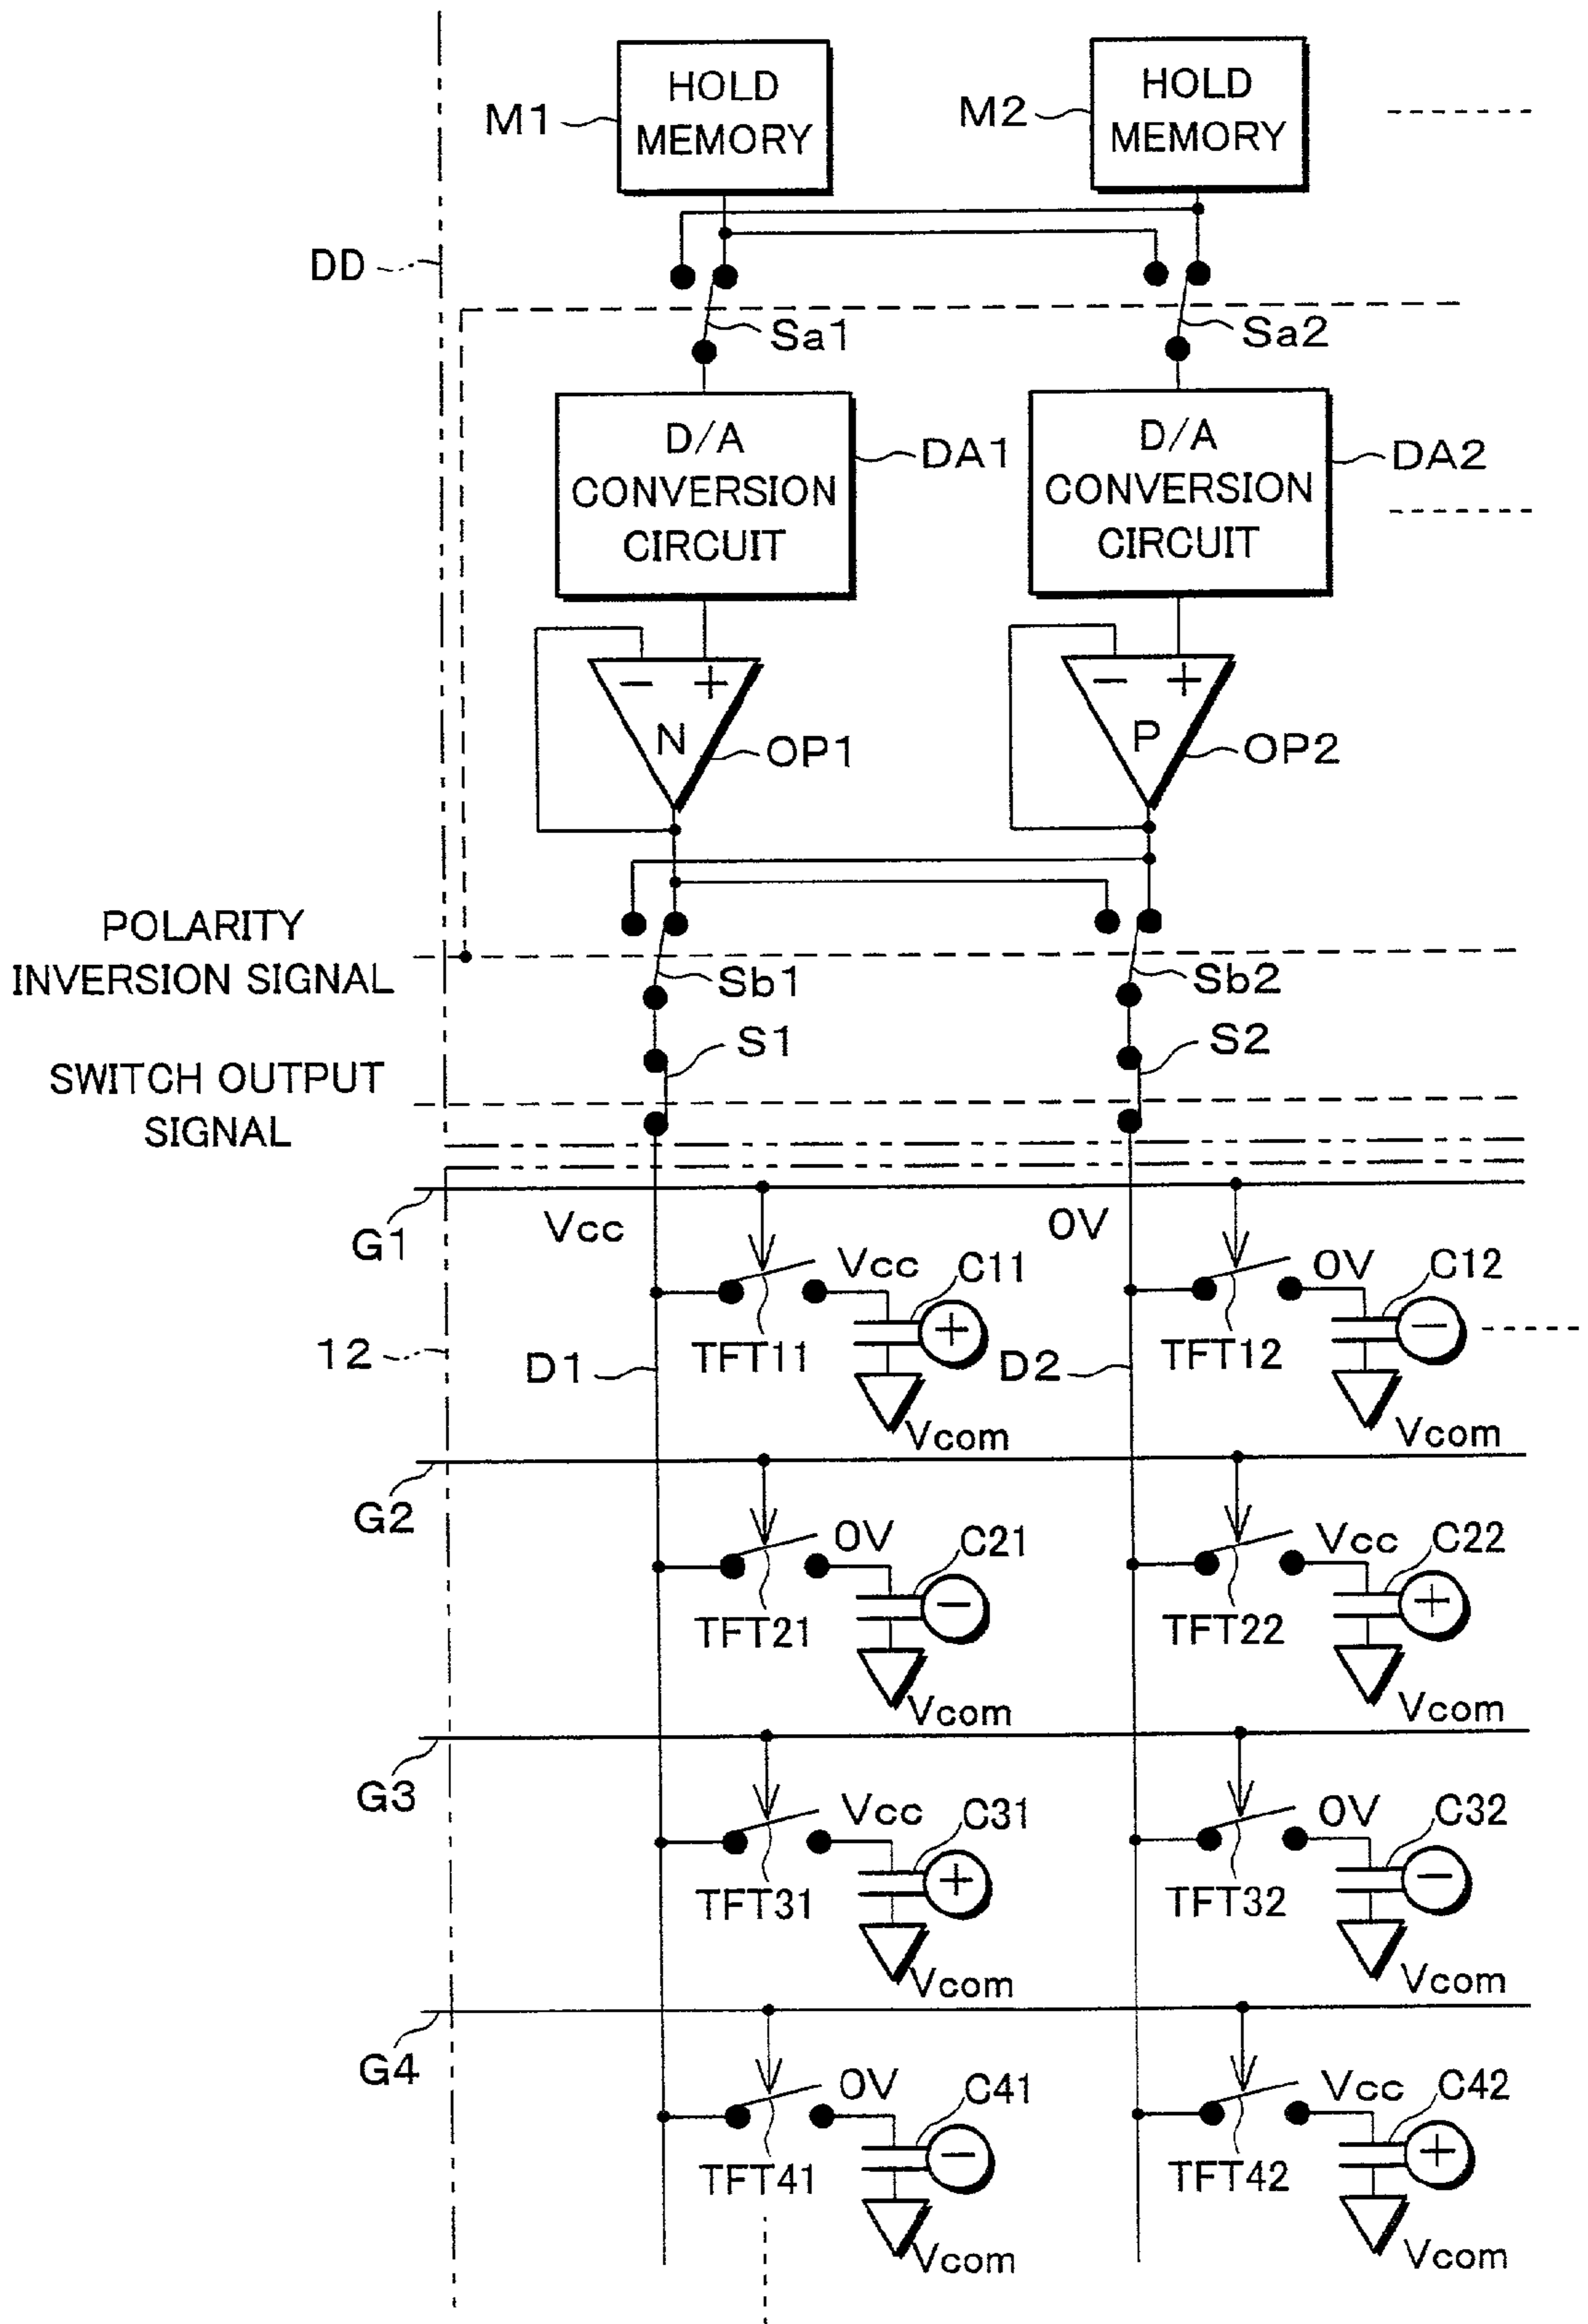 HOLD
MEMORY
M1
HOLD
MEMORY
M2
DD
Sa1
Sa2
D/A
CONVERSION
CIRCUIT
DA1
D/A
CONVERSION
CIRCUIT
DA2
− +
N
OP1
− +
P
OP2
POLARITY
INVERSION SIGNAL
Sb1
Sb2
SWITCH OUTPUT
SIGNAL
S1
S2
G1
Vcc
0V
Vcc
C11
+
0V
C12
−
12
D1
TFT11
D2
TFT12
Vcom
Vcom
G2
0V
C21
−
Vcc
C22
+
TFT21
TFT22
Vcom
Vcom
G3
Vcc
C31
+
0V
C32
−
TFT31
TFT32
Vcom
Vcom
G4
0V
C41
−
Vcc
C42
+
TFT41
TFT42
Vcom
Vcom